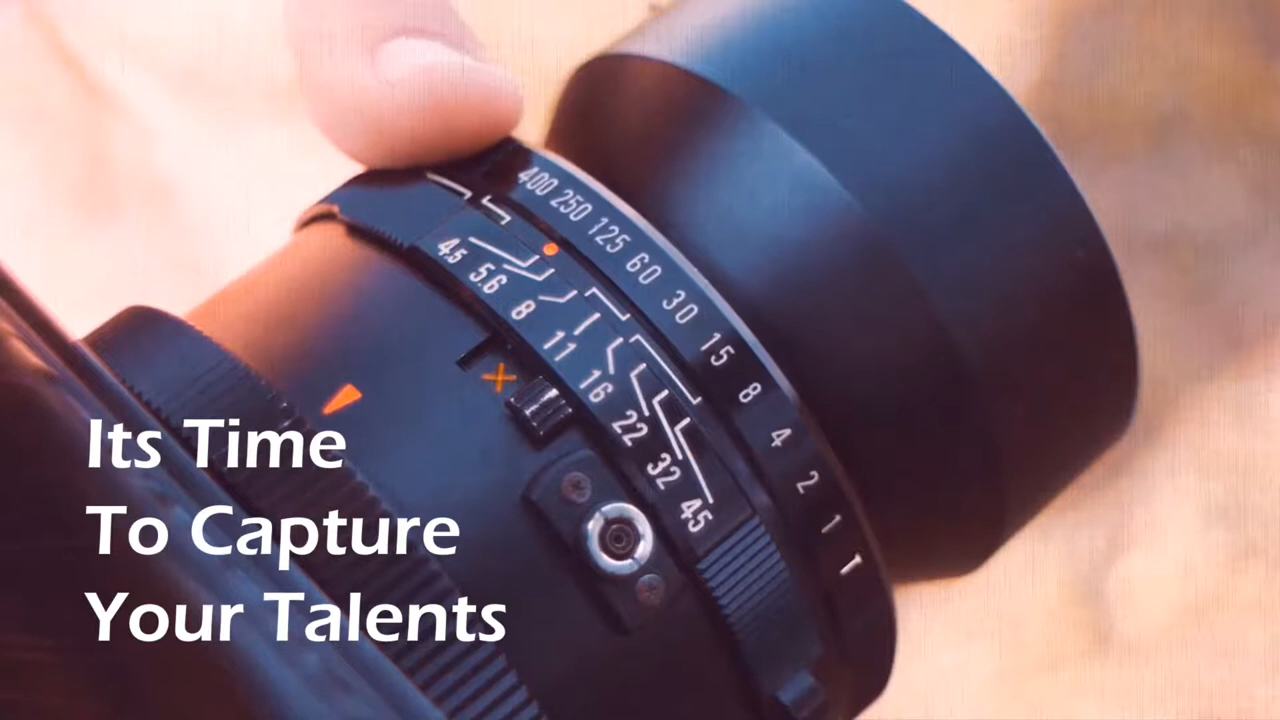 400 250 125 60 30 15 8 4 2 1 T
4.5 5.6 8 11 16 22 32 45
X
Its Time
To Capture
Your Talents